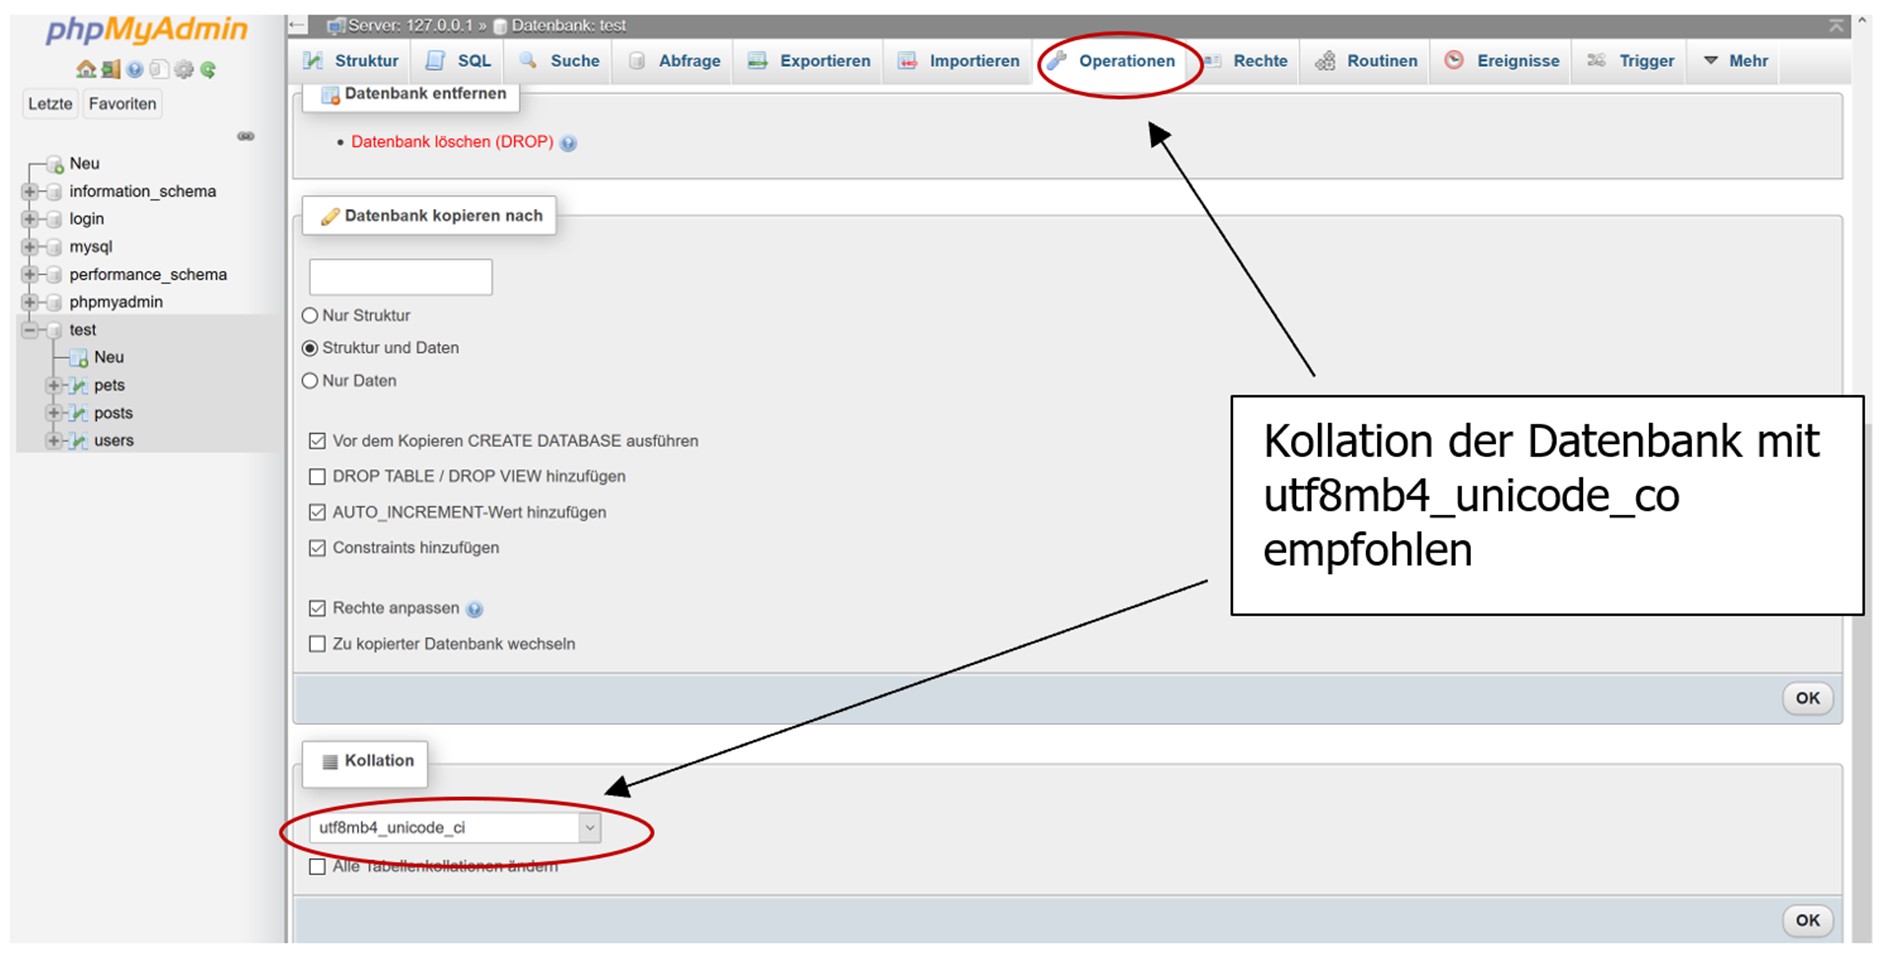 phpMyAdmin
Letzte Favoriten
Neu
information_schema
login
mysql
performance_schema
phpmyadmin
test
Neu
pets
posts
users
Server: 127.0.0.1 » Datenbank: test
Struktur SQL Suche Abfrage Exportieren Importieren Operationen Rechte Routinen Ereignisse Trigger Mehr
Datenbank entfernen
• Datenbank löschen (DROP)
Datenbank kopieren nach
Nur Struktur
Struktur und Daten
Nur Daten
Vor dem Kopieren CREATE DATABASE ausführen
DROP TABLE / DROP VIEW hinzufügen
AUTO_INCREMENT-Wert hinzufügen
Constraints hinzufügen
Rechte anpassen
Zu kopierter Datenbank wechseln
OK
Kollation
utf8mb4_unicode_ci
Alle Tabellenkollationen ändern
OK
Kollation der Datenbank mit
utf8mb4_unicode_co
empfohlen